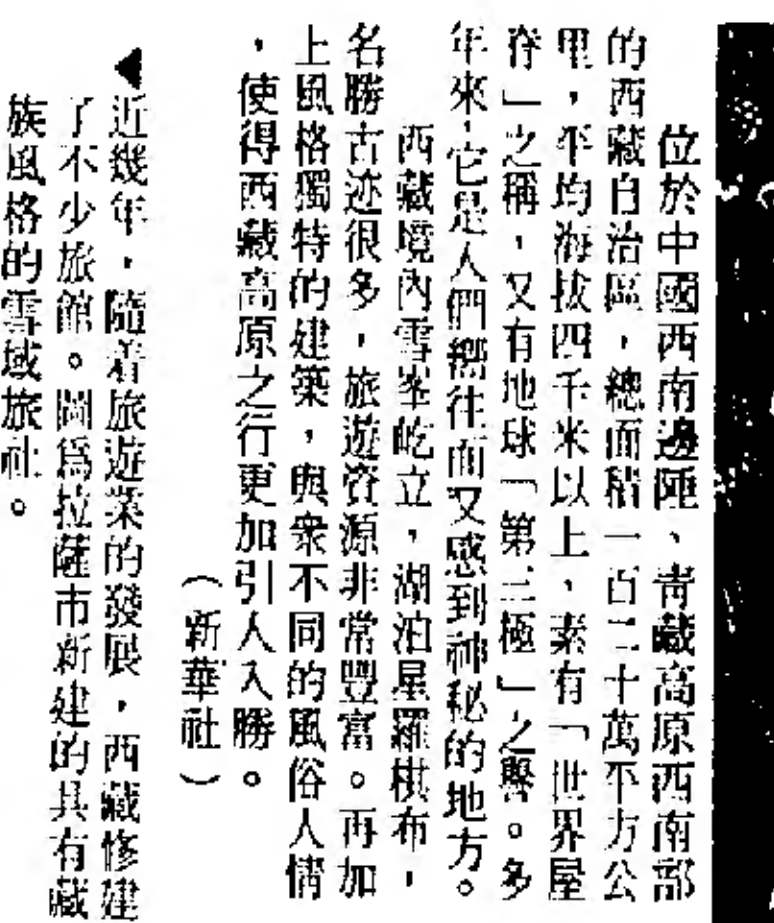 位於中國西南邊陲、青藏高原西南部
的西藏自治區，總面積一百二十萬平方公
里，平均海拔四千米以上，素有「世界屋
脊」之稱，又有地球「第三極」之譽。多
年來，它是人們嚮往而又感到神秘的地方。
西藏境內雪峯屹立，湖泊星羅棋布，
名勝古迹很多，旅遊資源非常豐富。再加
上風格獨特的建築，與衆不同的風俗人情
，使得西藏高原之行更加引人入勝。
（新華社）
◀近幾年，隨着旅遊業的發展，西藏修建
了不少旅館。圖爲拉薩市新建的具有藏
族風格的雪域旅社。